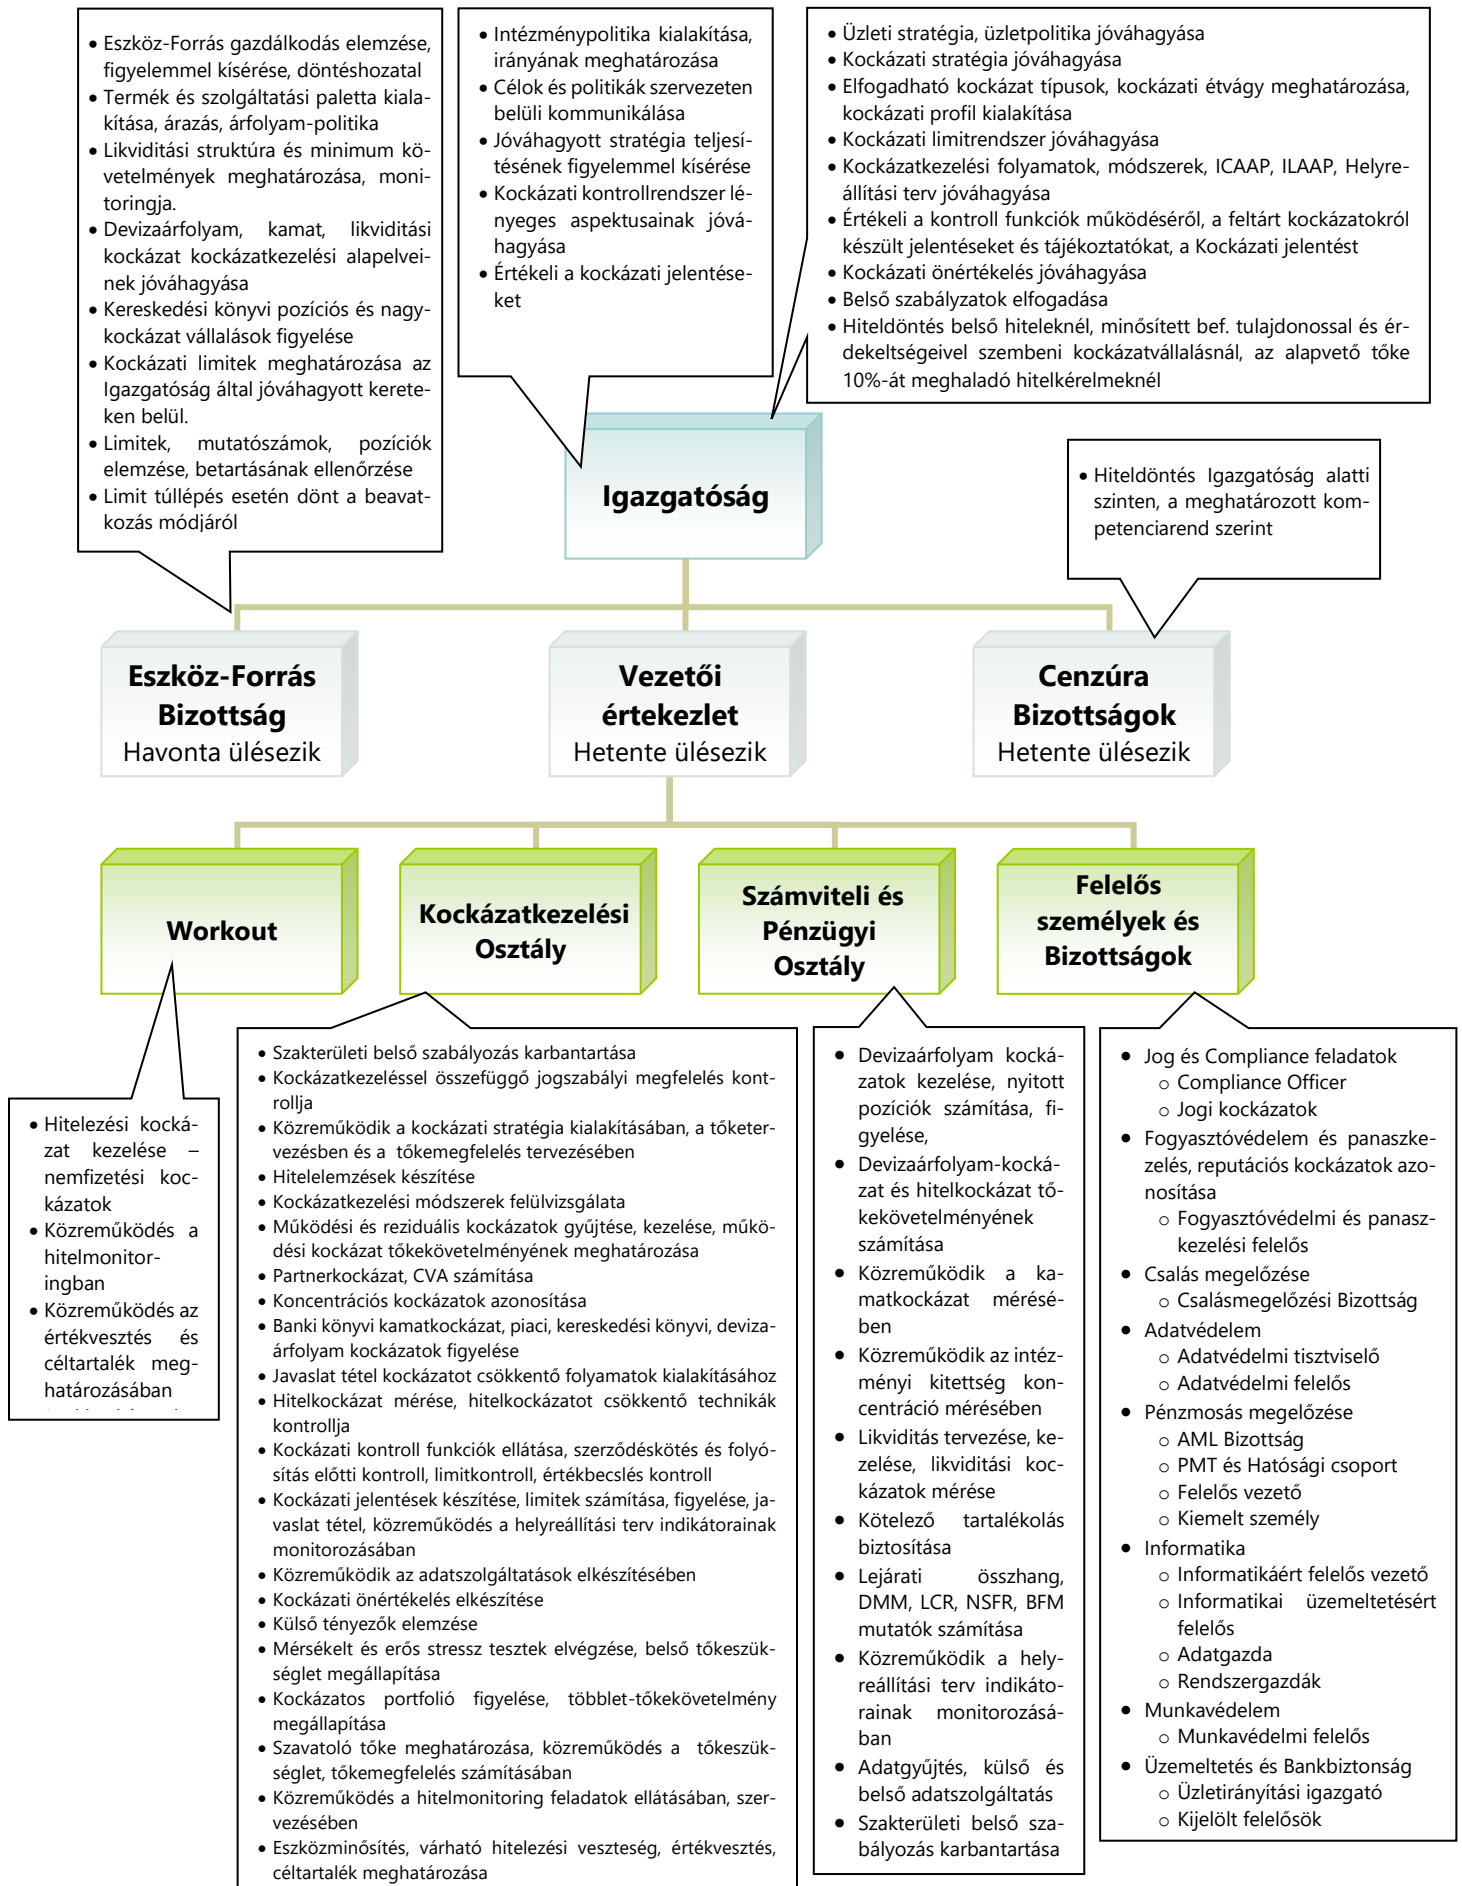 • Eszköz-Forrás gazdálkodás elemzése,
figyelemmel kísérése, döntéshozatal
• Termék és szolgáltatási paletta kiala-
kítása, árazás, árfolyam-politika
• Likviditási struktúra és minimum kö-
vetelmények meghatározása, moni-
toringja.
• Devizaárfolyam, kamat, likviditási
kockázat kockázatkezelési alapelvei-
nek jóváhagyása
• Kereskedési könyvi pozíciós és nagy-
kockázat vállalások figyelése
• Kockázati limitek meghatározása az
Igazgatóság által jóváhagyott kerete-
ken belül.
• Limitek, mutatószámok, pozíciók
elemzése, betartásának ellenőrzése
• Limit túllépés esetén dönt a beavat-
kozás módjáról
• Intézménypolitika kialakítása,
irányának meghatározása
• Célok és politikák szervezeten
belüli kommunikálása
• Jóváhagyott stratégia teljesí-
tésének figyelemmel kísérése
• Kockázati kontrollrendszer lé-
nyeges aspektusainak jóvá-
hagyása
• Értékeli a kockázati jelentése-
ket
• Üzleti stratégia, üzletpolitika jóváhagyása
• Kockázati stratégia jóváhagyása
• Elfogadható kockázat típusok, kockázati étvágy meghatározása,
kockázati profil kialakítása
• Kockázati limitrendszer jóváhagyása
• Kockázatkezelési folyamatok, módszerek, ICAAP, ILAAP, Helyre-
állítási terv jóváhagyása
• Értékeli a kontroll funkciók működéséről, a feltárt kockázatokról
készült jelentéseket és tájékoztatókat, a Kockázati jelentést
• Kockázati önértékelés jóváhagyása
• Belső szabályzatok elfogadása
• Hiteldöntés belső hiteleknél, minősített bef. tulajdonossal és ér-
dekeltségeivel szembeni kockázatvállalásnál, az alapvető tőke
10%-át meghaladó hitelkérelmeknél
Igazgatóság
• Hiteldöntés Igazgatóság alatti
szinten, a meghatározott kom-
petenciarend szerint
Eszköz-Forrás
Bizottság
Havonta ülésezik
Vezetői
értekezlet
Hetente ülésezik
Cenzúra
Bizottságok
Hetente ülésezik
Workout
Kockázatkezelési
Osztály
Számviteli és
Pénzügyi
Osztály
Felelős
személyek és
Bizottságok
• Hitelezési kocká-
zat kezelése –
nemfizetési koc-
kázatok
• Közreműködés a
hitelmonitor-
ingban
• Közreműködés az
értékvesztés és
céltartalék meg-
határozásában
• Szakterületi belső szabályozás karbantartása
• Kockázatkezeléssel összefüggő jogszabályi megfelelés kont-
rollja
• Közreműködik a kockázati stratégia kialakításában, a tőketer-
vezésben és a tőkemegfelelés tervezésében
• Hitelelemzések készítése
• Kockázatkezelési módszerek felülvizsgálata
• Működési és reziduális kockázatok gyűjtése, kezelése, műkö-
dési kockázat tőkekövetelményének meghatározása
• Partnerkockázat, CVA számítása
• Koncentrációs kockázatok azonosítása
• Banki könyvi kamatkockázat, piaci, kereskedési könyvi, deviza-
árfolyam kockázatok figyelése
• Javaslat tétel kockázatot csökkentő folyamatok kialakításához
• Hitelkockázat mérése, hitelkockázatot csökkentő technikák
kontrollja
• Kockázati kontroll funkciók ellátása, szerződéskötés és folyó-
sítás előtti kontroll, limitkontroll, értékbecslés kontroll
• Kockázati jelentések készítése, limitek számítása, figyelése, ja-
vaslat tétel, közreműködés a helyreállítási terv indikátorainak
monitorozásában
• Közreműködik az adatszolgáltatások elkészítésében
• Kockázati önértékelés elkészítése
• Külső tényezők elemzése
• Mérsékelt és erős stressz tesztek elvégzése, belső tőkeszük-
séglet megállapítása
• Kockázatos portfolió figyelése, többlet-tőkekövetelmény
megállapítása
• Szavatoló tőke meghatározása, közreműködés a tőkeszük-
séglet, tőkemegfelelés számításában
• Közreműködés a hitelmonitoring feladatok ellátásában, szer-
vezésében
• Eszközminősítés, várható hitelezési veszteség, értékvesztés,
céltartalék meghatározása
• Devizaárfolyam kocká-
zatok kezelése, nyitott
pozíciók számítása, fi-
gyelése,
• Devizaárfolyam-kocká-
zat és hitelkockázat tő-
kekövetelményének
számítása
• Közreműködik a ka-
matkockázat mérésé-
ben
• Közreműködik az intéz-
ményi kitettség kon-
centráció mérésében
• Likviditás tervezése, ke-
zelése, likviditási koc-
kázatok mérése
• Kötelező tartalékolás
biztosítása
• Lejárati összhang,
DMM, LCR, NSFR, BFM
mutatók számítása
• Közreműködik a hely-
reállítási terv indikáto-
rainak monitorozásá-
ban
• Adatgyűjtés, külső és
belső adatszolgáltatás
• Szakterületi belső sza-
bályozás karbantartása
• Jog és Compliance feladatok
○ Compliance Officer
○ Jogi kockázatok
• Fogyasztóvédelem és panaszke-
zelés, reputációs kockázatok azo-
nosítása
○ Fogyasztóvédelmi és panasz-
kezelési felelős
• Csalás megelőzése
○ Csalásmegelőzési Bizottság
• Adatvédelem
○ Adatvédelmi tisztviselő
○ Adatvédelmi felelős
• Pénzmosás megelőzése
○ AML Bizottság
○ PMT és Hatósági csoport
○ Felelős vezető
○ Kiemelt személy
• Informatika
○ Informatikáért felelős vezető
○ Informatikai üzemeltetésért
felelős
○ Adatgazda
○ Rendszergazdák
• Munkavédelem
○ Munkavédelmi felelős
• Üzemeltetés és Bankbiztonság
○ Üzletirányítási igazgató
○ Kijelölt felelősök